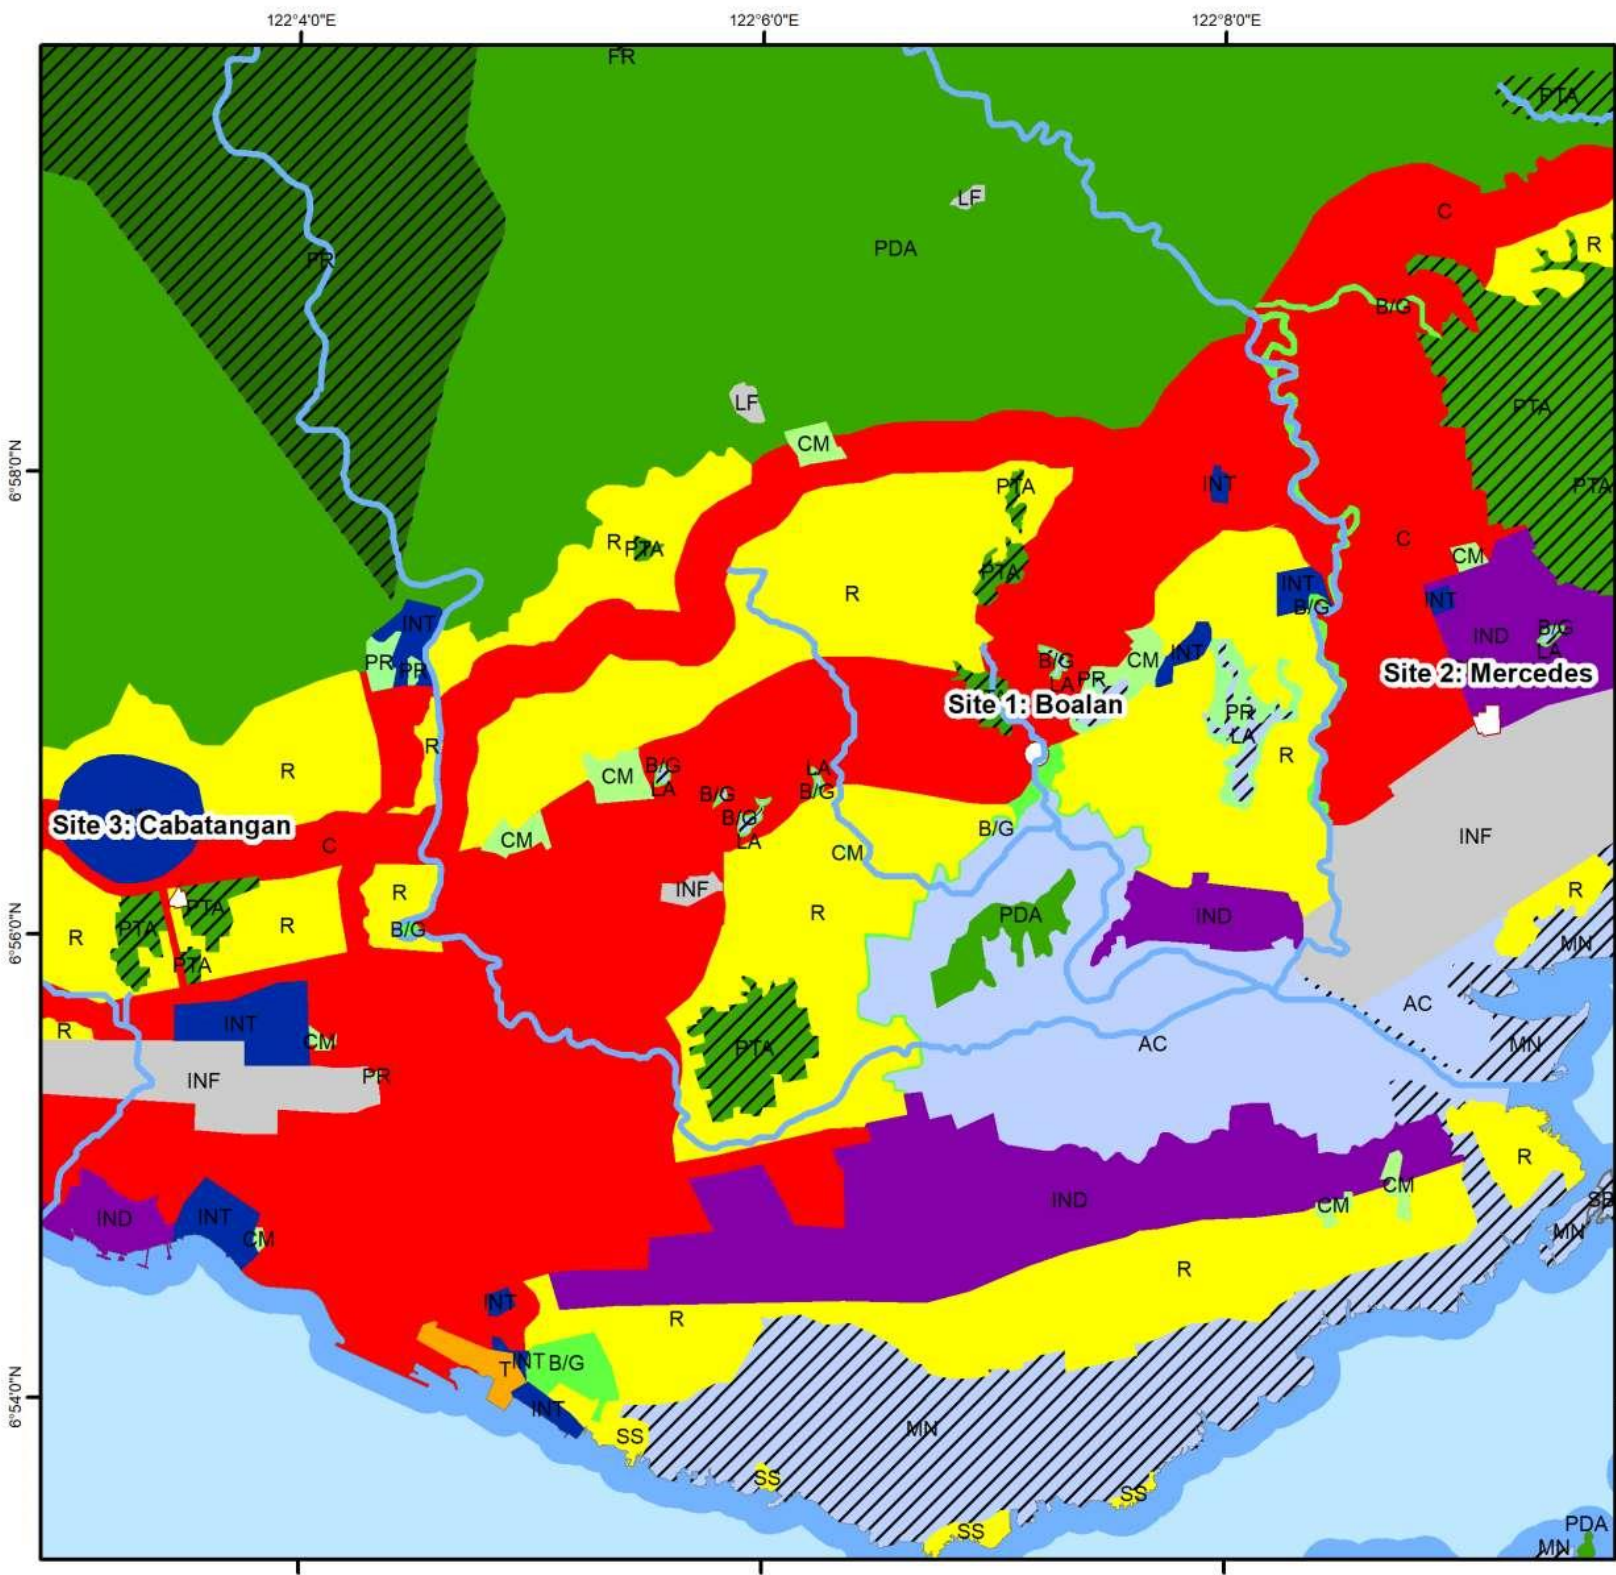 122°4'0"E
122°6'0"E
122°8'0"E
FR
PTA
LF
C
PDA
R
FR
B/G
LF
PTA
CM
6°58'0"N
INT
PTA
PTA
R
PTA
C
CM
PTA
INT
R
INT
B/G
INT
B/G
IND
LA
PR
PR
B/G
LA
PR
CM
INT
Site 2: Mercedes
Site 1: Boalan
PR
LA
R
R
R
CM
B/G
LA
LA
B/G
B/G
B/G
LA
Site 3: Cabatangan
C
CM
CM
B/G
INF
INF
R
R
R
PDA
IND
R
PTA
PTA
R
R
B/G
MN
6°56'0"N
PTA
AC
INT
R
CM
PTA
AC
MN
INF
PR
R
IND
INT
CM
IND
CM
CM
MN
R
INT
R
T
INT
B/G
6°54'0"N
INT
SS
MN
SS
SS
SS
PDA
MN